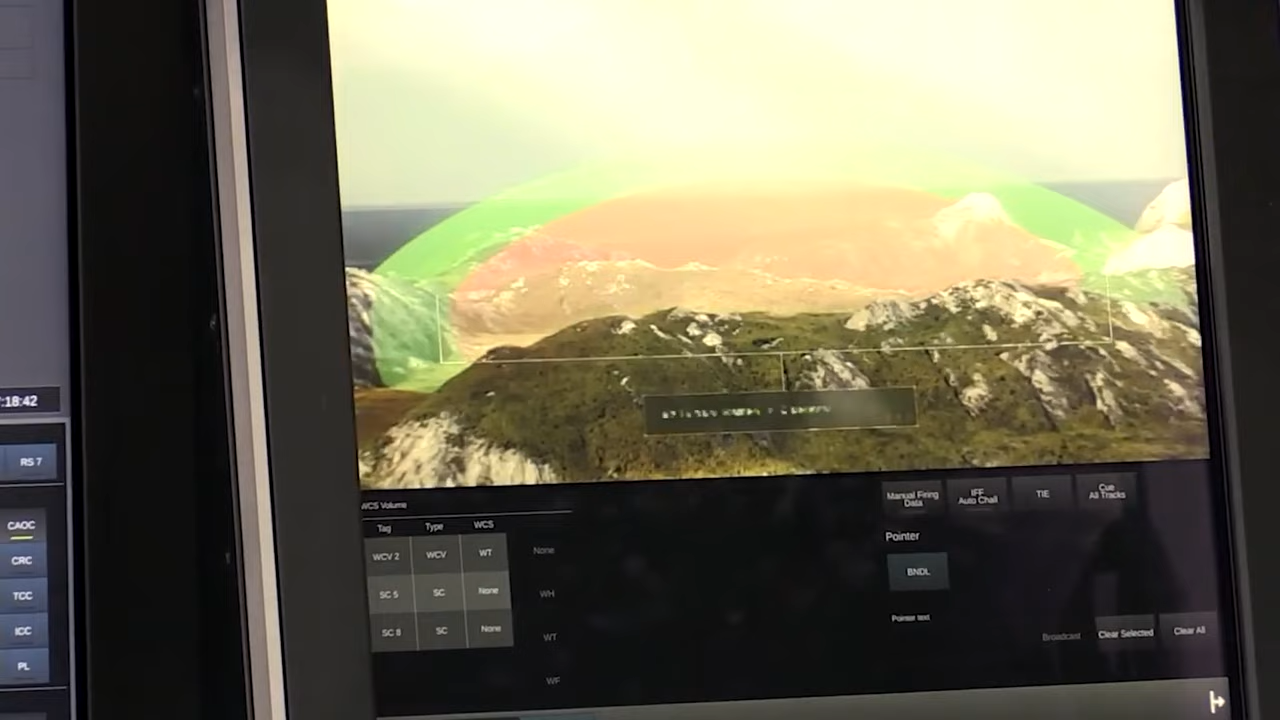 :18:42
RS 7
CAOC
CRC
TCC
ICC
PL
WCS Volume
Tag Type WCS
WCV 2 WCV WT
SC 5 SC None
SC 8 SC None
None
WH
WT
WF
Manual Firing
Data
IFF
Auto Chall
TIE
Cue
All Tracks
Pointer
BNDL
Pointer text
Broadcast
Clear Selected
Clear All